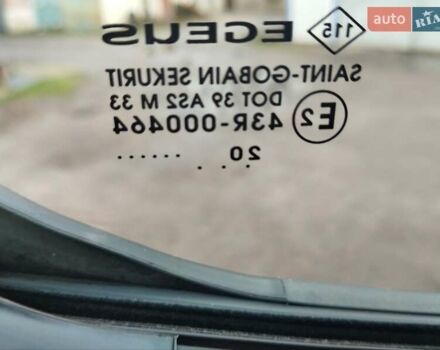 EGEUS 115
SAINT-GOBAIN SEKURIT
DOT 39 AS2 M 33
E2 43R-000464
20
. . . . . .
. . .
auto RIA